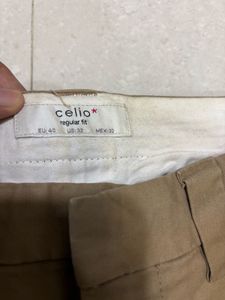 celio*
regular fit
EU: 40 US: 32 MEX: 32